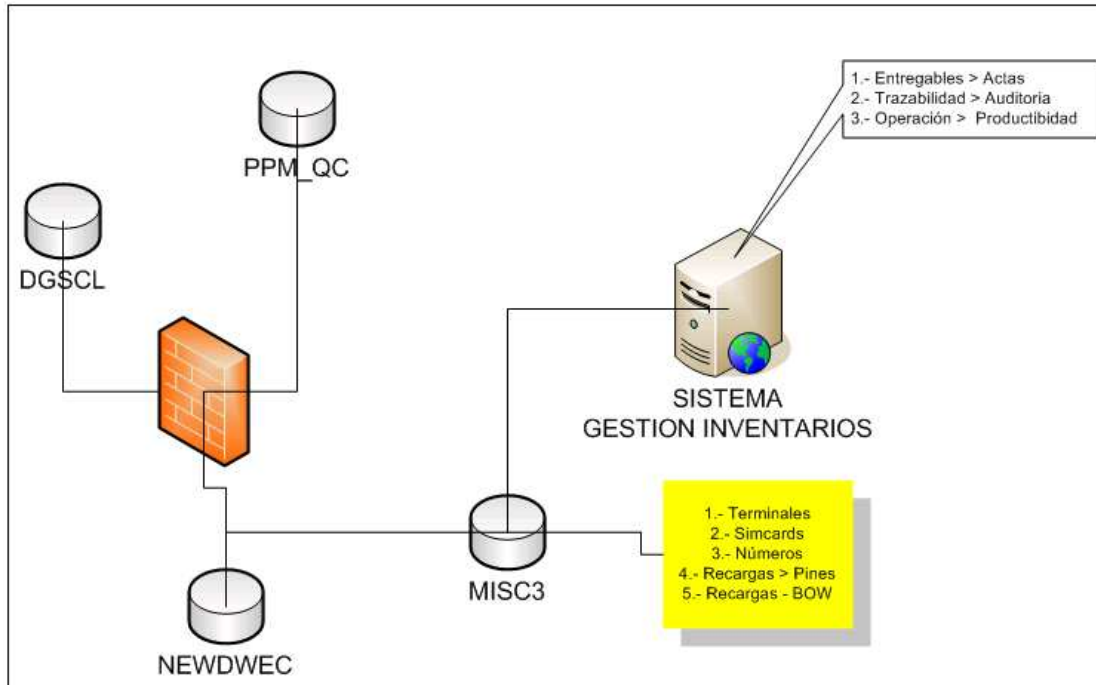 1.- Entregables > Actas
2.- Trazabilidad > Auditoria
3.- Operación >  Productibidad
PPM_QC
DGSCL
SISTEMA
GESTION INVENTARIOS
1.- Terminales
2.- Simcards
3.- Números
4.- Recargas > Pines
5.- Recargas - BOW
MISC3
NEWDWEC